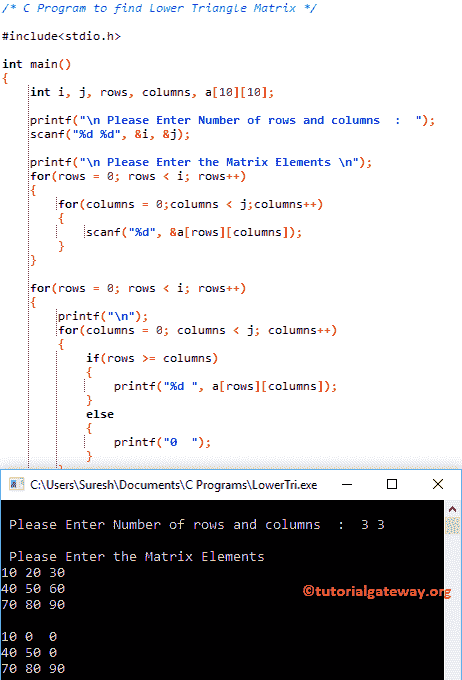 /* C Program to find Lower Triangle Matrix */
#include<stdio.h>
int main()
{
int i, j, rows, columns, a[10][10];
printf("\n Please Enter Number of rows and columns  :  ");
scanf("%d %d", &i, &j);
printf("\n Please Enter the Matrix Elements \n");
for(rows = 0; rows < i; rows++)
{
for(columns = 0;columns < j;columns++)
{
scanf("%d", &a[rows][columns]);
}
}
for(rows = 0; rows < i; rows++)
{
printf("\n");
for(columns = 0; columns < j; columns++)
{
if(rows >= columns)
{
printf("%d ", a[rows][columns]);
}
else
{
printf("0  ");
}
C:\Users\Suresh\Documents\C Programs\LowerTri.exe
Please Enter Number of rows and columns  :  3 3
Please Enter the Matrix Elements
10 20 30
40 50 60
©tutorialgateway.org
70 80 90
10 0  0
40 50 0
70 80 90